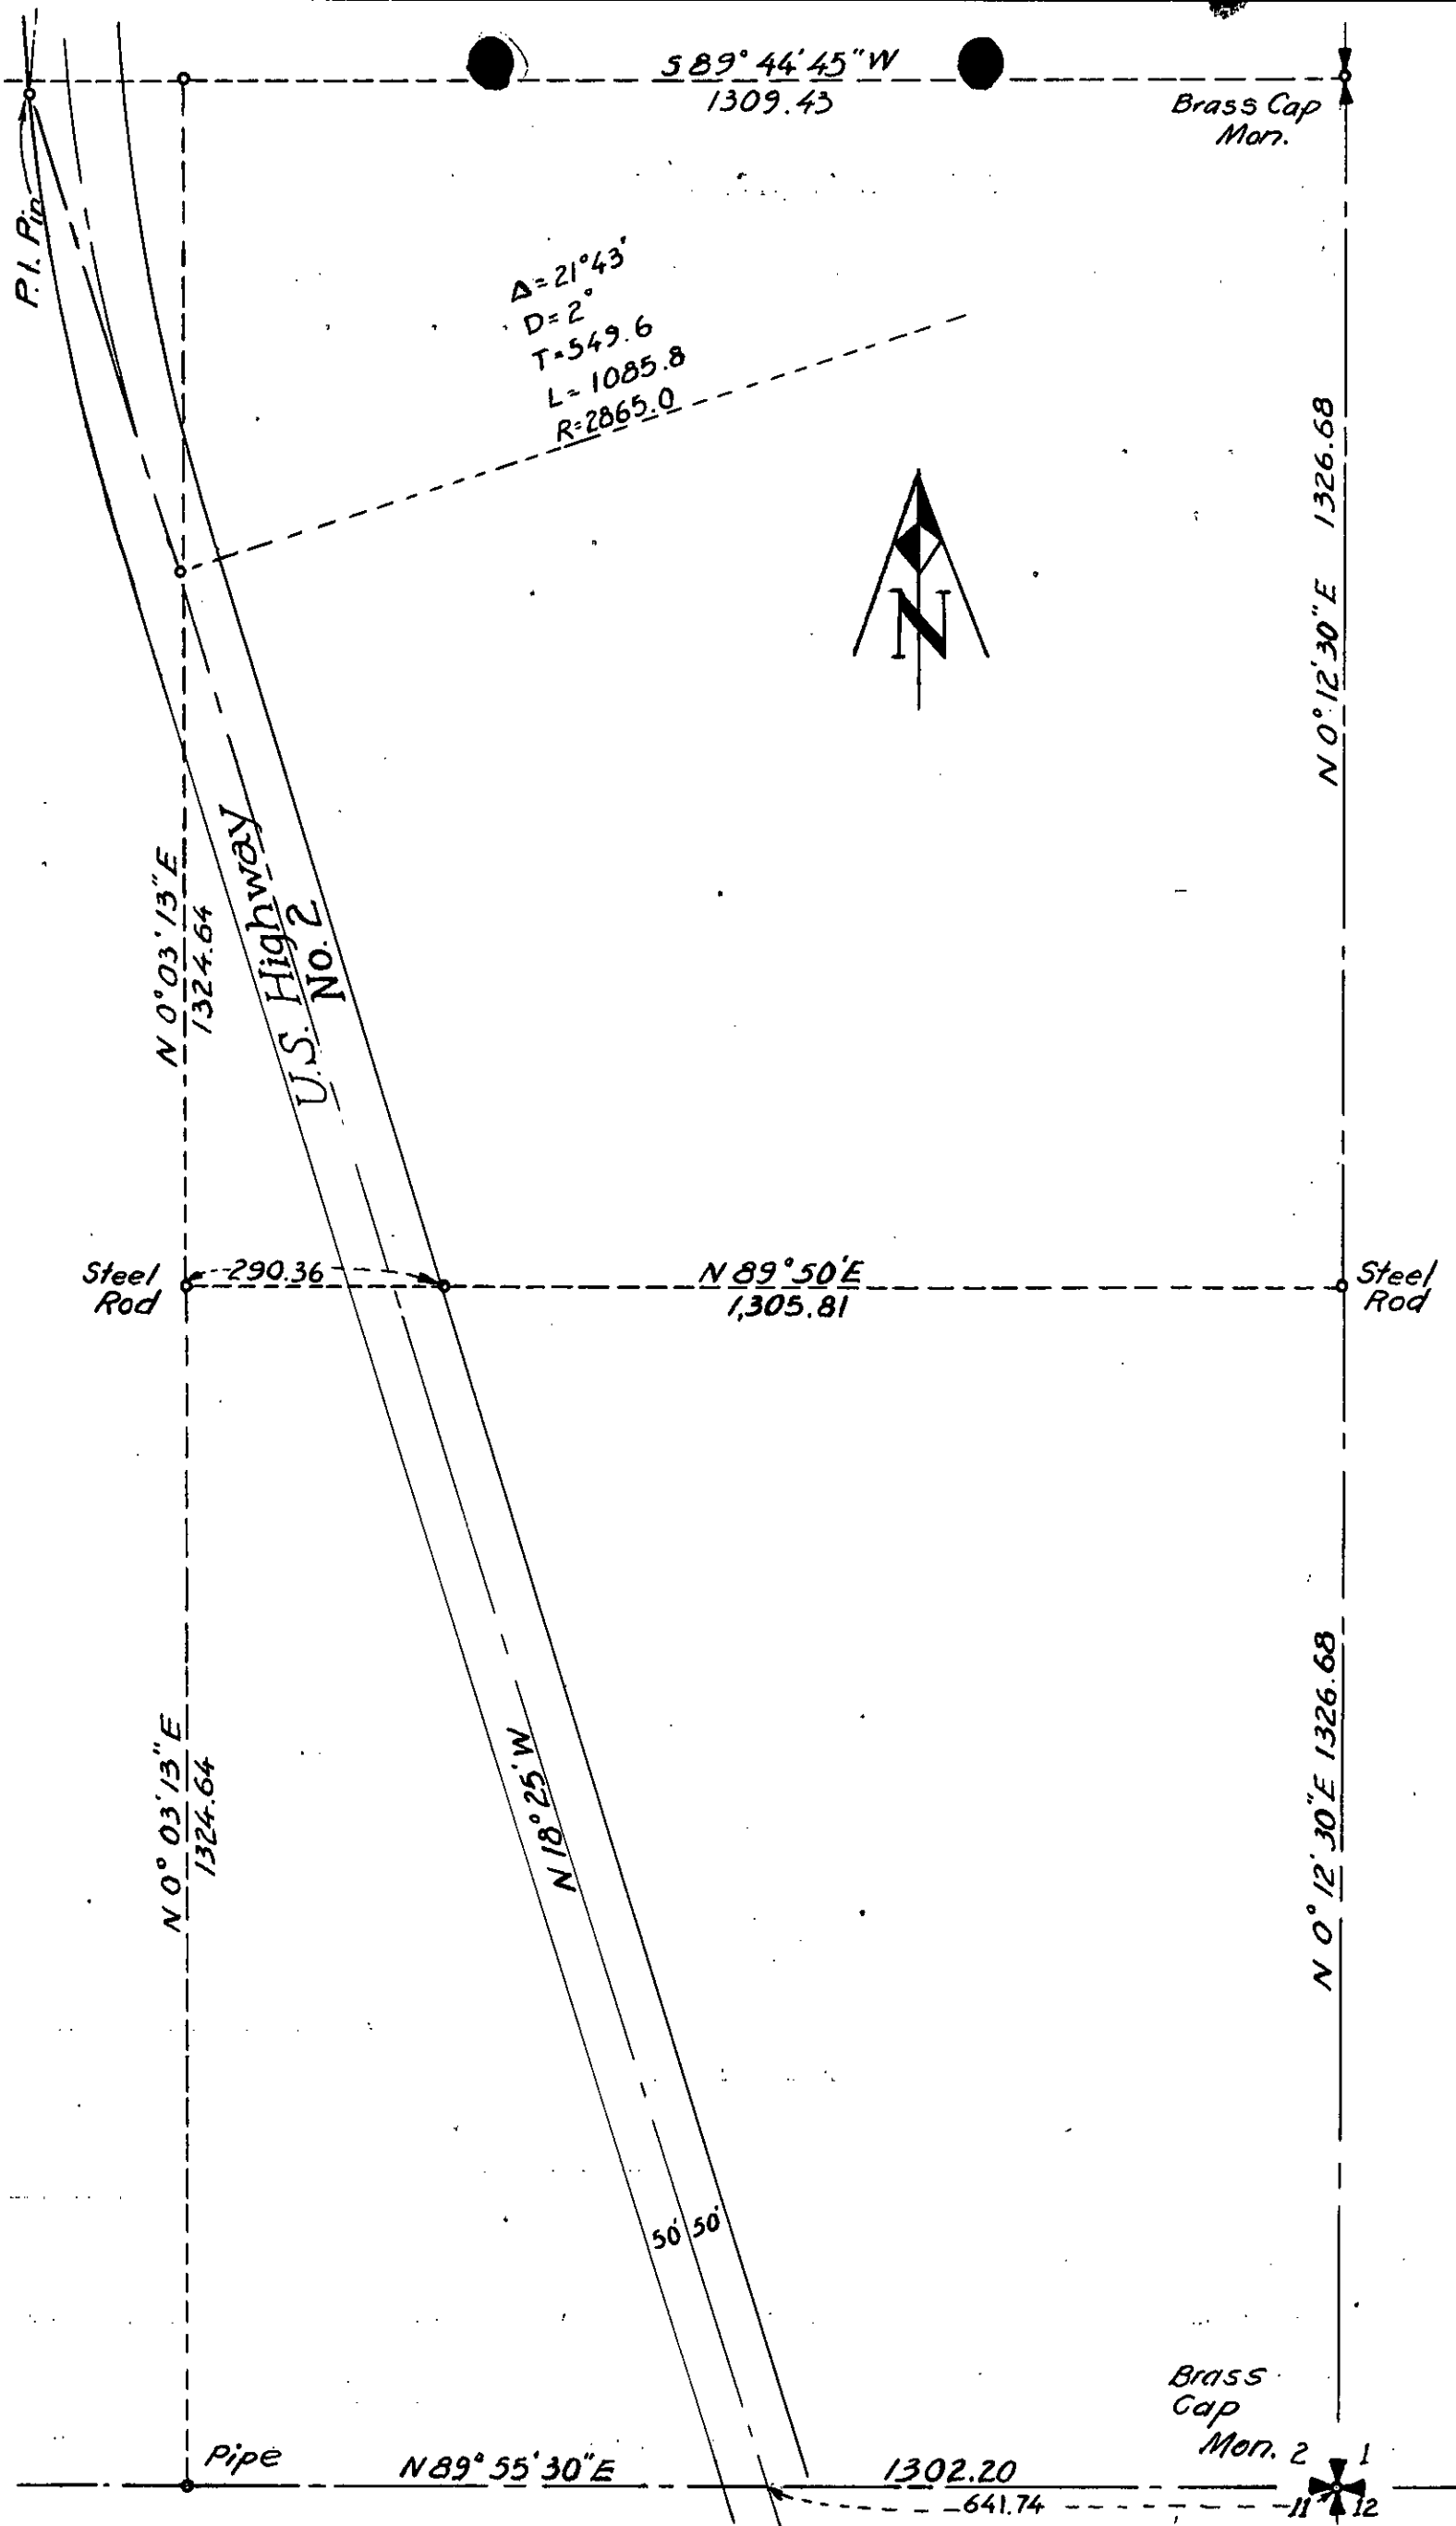 S 89° 44' 45" W
1309.43
Brass Cap
Mon.
P.I. Pin
Δ = 21° 43'
D = 2°
T = 549.6
L = 1085.8
R = 2865.0
N 0° 12' 30" E 1326.68
N
N 0° 03' 13" E
1324.64
U.S. Highway
No. 2
Steel
Rod
290.36
N 89° 50' E
1,305.81
Steel
Rod
N 0° 03' 13" E
1324.64
N 18° 25' W
N 0° 12' 30" E 1326.68
50' 50'
Brass
Cap
Mon.
2 1
11 12
Pipe
N 89° 55' 30" E
1302.20
641.74